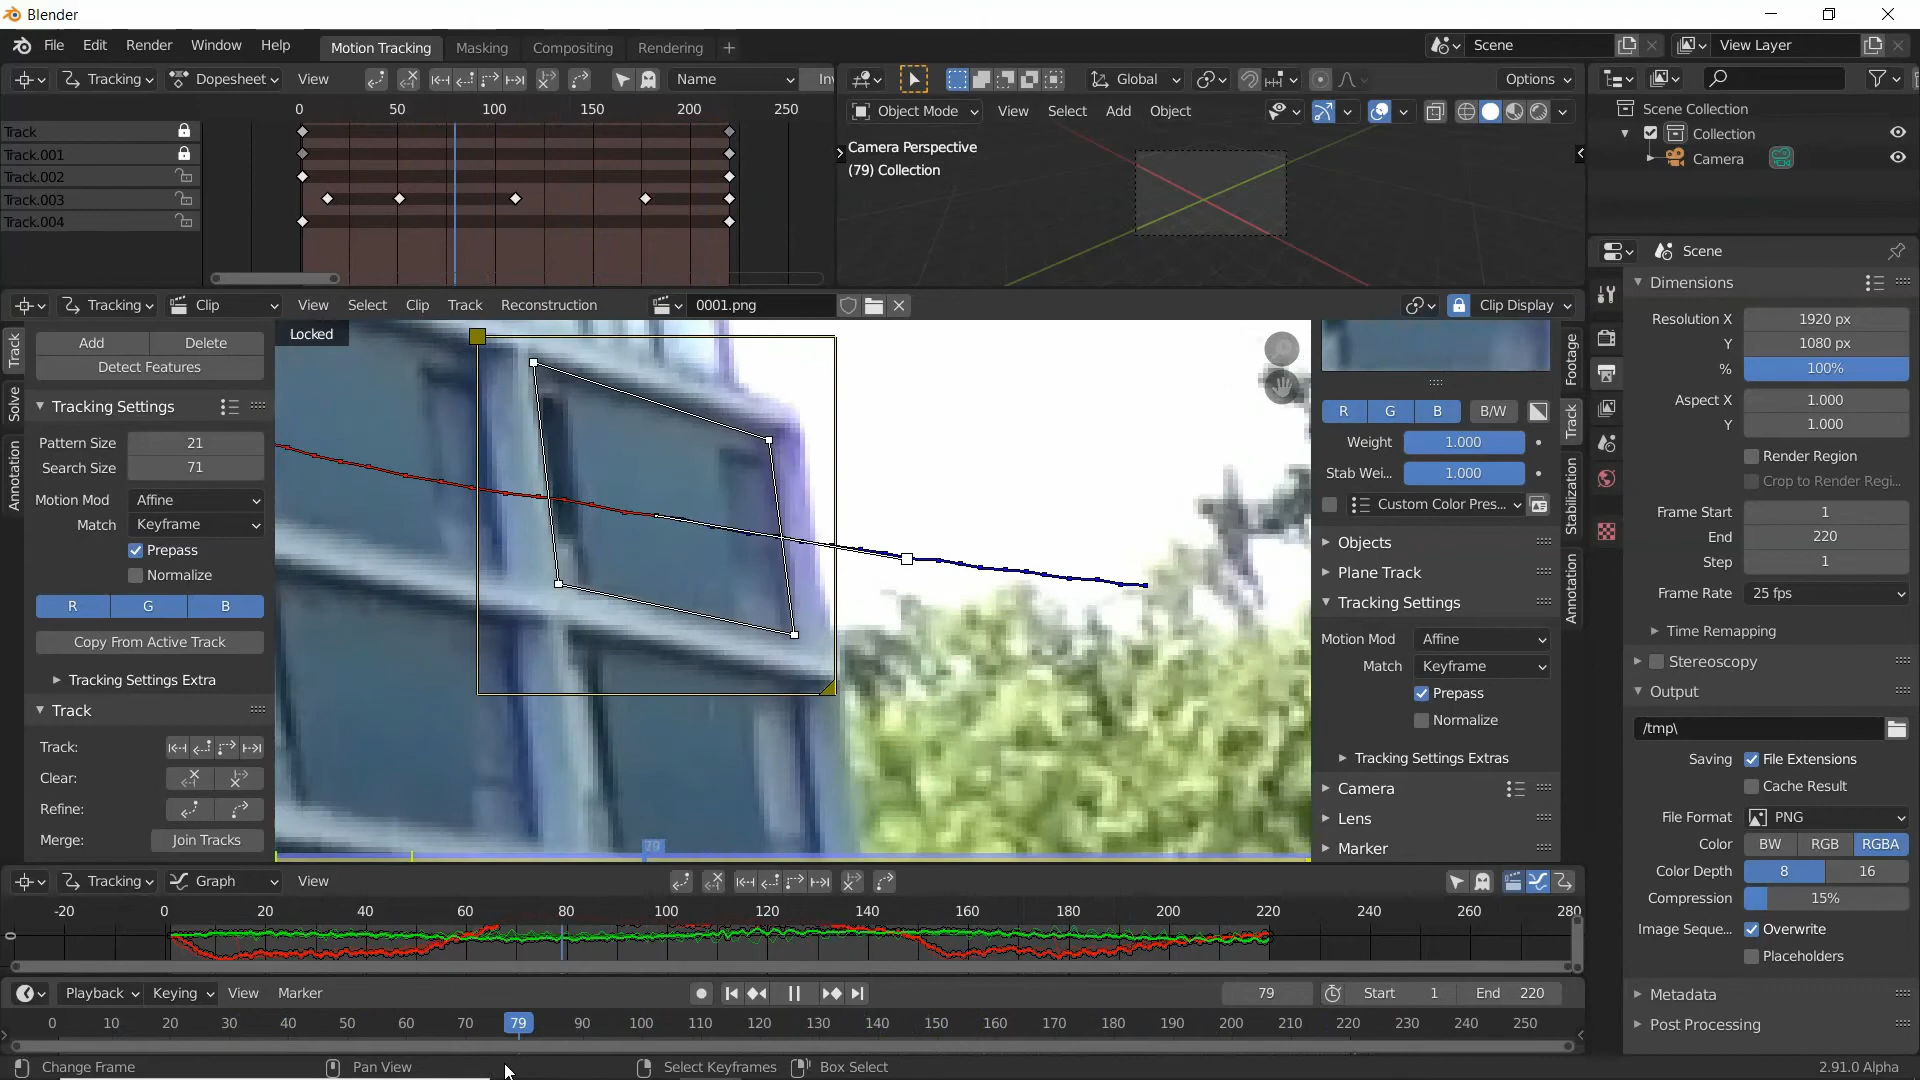 Blender
File Edit Render Window Help Motion Tracking Masking Compositing Rendering Scene View Layer
Tracking Dopesheet View Name Inv
Global Options
0 50 100 150 200 250
Object Mode View Select Add Object
Track
Track.001
Track.002
Track.003
Track.004
Camera Perspective
(79) Collection
Scene Collection
Collection
Camera
Tracking Clip View Select Clip Track Reconstruction 0001.png Clip Display
Track
Solve
Annotation
Add Delete
Detect Features
Tracking Settings
Pattern Size 21
Search Size 71
Motion Mod Affine
Match Keyframe
Prepass
Normalize
R G B
Copy From Active Track
Tracking Settings Extra
Track
Track:
Clear:
Refine:
Merge: Join Tracks
Locked
79
R G B B/W
Weight 1.000
Stab Wei... 1.000
Custom Color Pres...
Objects
Plane Track
Tracking Settings
Motion Mod Affine
Match Keyframe
Prepass
Normalize
Tracking Settings Extras
Camera
Lens
Marker
Footage
Track
Stabilization
Annotation
Scene
Dimensions
Resolution X 1920 px
Y 1080 px
% 100%
Aspect X 1.000
Y 1.000
Render Region
Crop to Render Regi...
Frame Start 1
End 220
Step 1
Frame Rate 25 fps
Time Remapping
Stereoscopy
Output
/tmp\
Saving File Extensions
Cache Result
File Format PNG
Color BW RGB RGBA
Color Depth 8 16
Compression 15%
Image Seque... Overwrite
Placeholders
Metadata
Post Processing
Tracking Graph View
-20 0 20 40 60 80 100 120 140 160 180 200 220 240 260 280
0
Playback Keying View Marker 79 Start 1 End 220
0 10 20 30 40 50 60 70 79 90 100 110 120 130 140 150 160 170 180 190 200 210 220 230 240 250
Change Frame Pan View Select Keyframes Box Select 2.91.0 Alpha